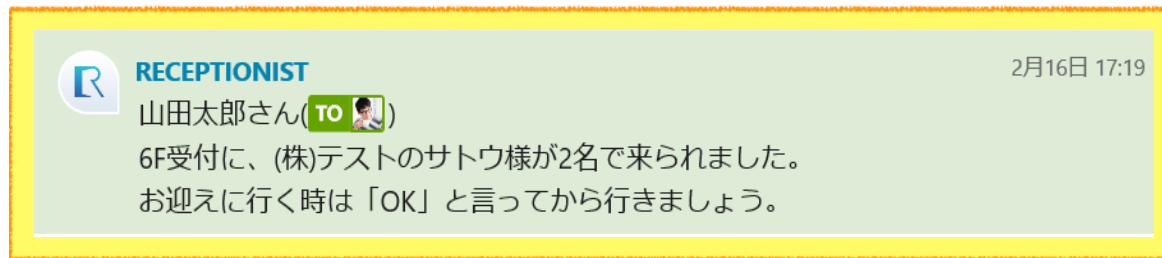 RECEPTIONIST 2月16日 17:19
山田太郎さん(TO)
6F受付に、(株)テストのサトウ様が2名で来られました。
お迎えに行く時は「OK」と言ってから行きましょう。